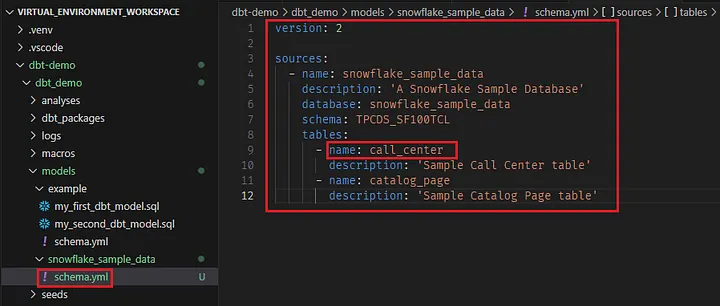 VIRTUAL_ENVIRONMENT_WORKSPACE
.venv
.vscode
dbt-demo
dbt_demo
analyses
dbt_packages
logs
macros
models
example
my_first_dbt_model.sql
my_second_dbt_model.sql
! schema.yml
snowflake_sample_data
! schema.yml U
seeds
dbt-demo > dbt_demo > models > snowflake_sample_data > ! schema.yml > [ ] sources > [ ] tables >
1 version: 2
2
3 sources:
4 - name: snowflake_sample_data
5 description: 'A Snowflake Sample Database'
6 database: snowflake_sample_data
7 schema: TPCDS_SF100TCL
8 tables:
9 - name: call_center
10 description: 'Sample Call Center table'
11 - name: catalog_page
12 description: 'Sample Catalog Page table'